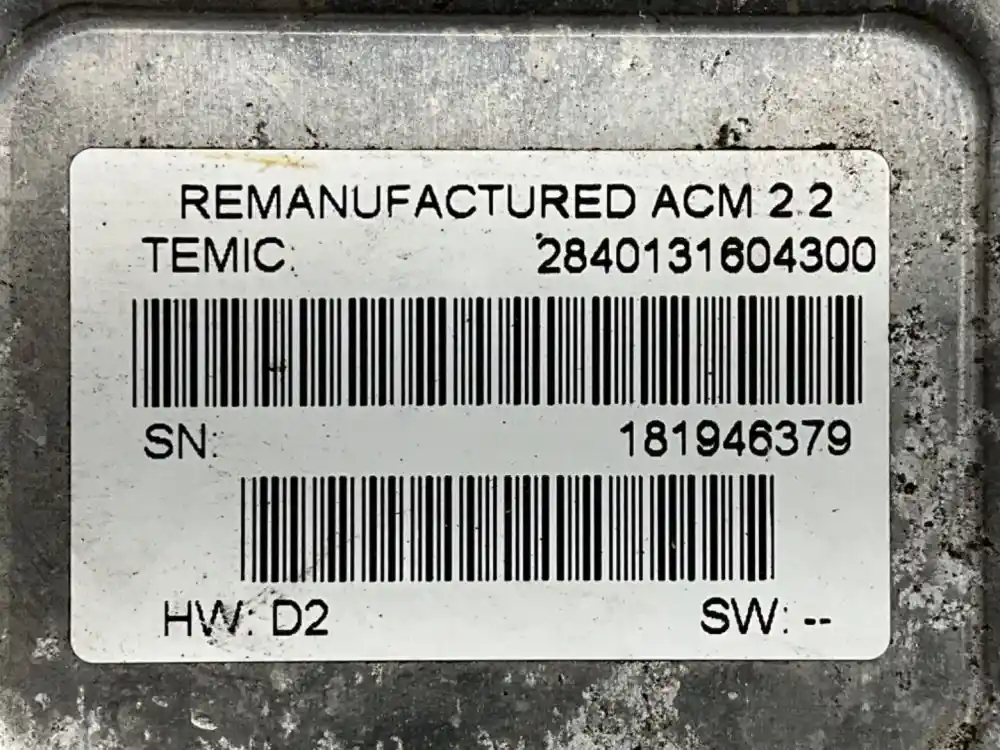 REMANUFACTURED ACM 2.2
TEMIC: 2840131604300
SN: 181946379
HW: D2 SW: --